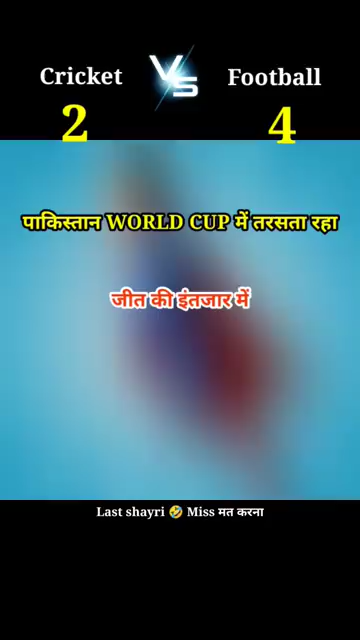 Cricket VS Football
2 4
पाकिस्तान WORLD CUP में तरसता रहा
जीत की इंतजार में
Last shayri 🤣 Miss मत करना